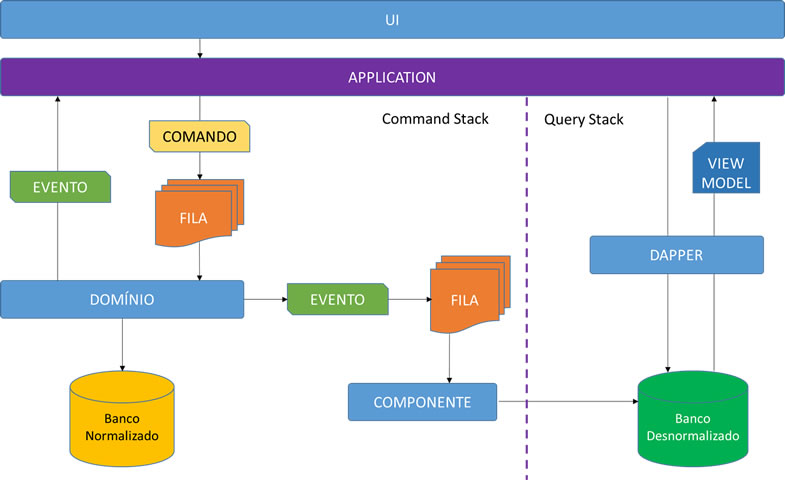 UI
APPLICATION
Command Stack
Query Stack
COMANDO
EVENTO
VIEW
MODEL
FILA
DAPPER
DOMÍNIO
EVENTO
FILA
COMPONENTE
Banco
Normalizado
Banco
Desnormalizado